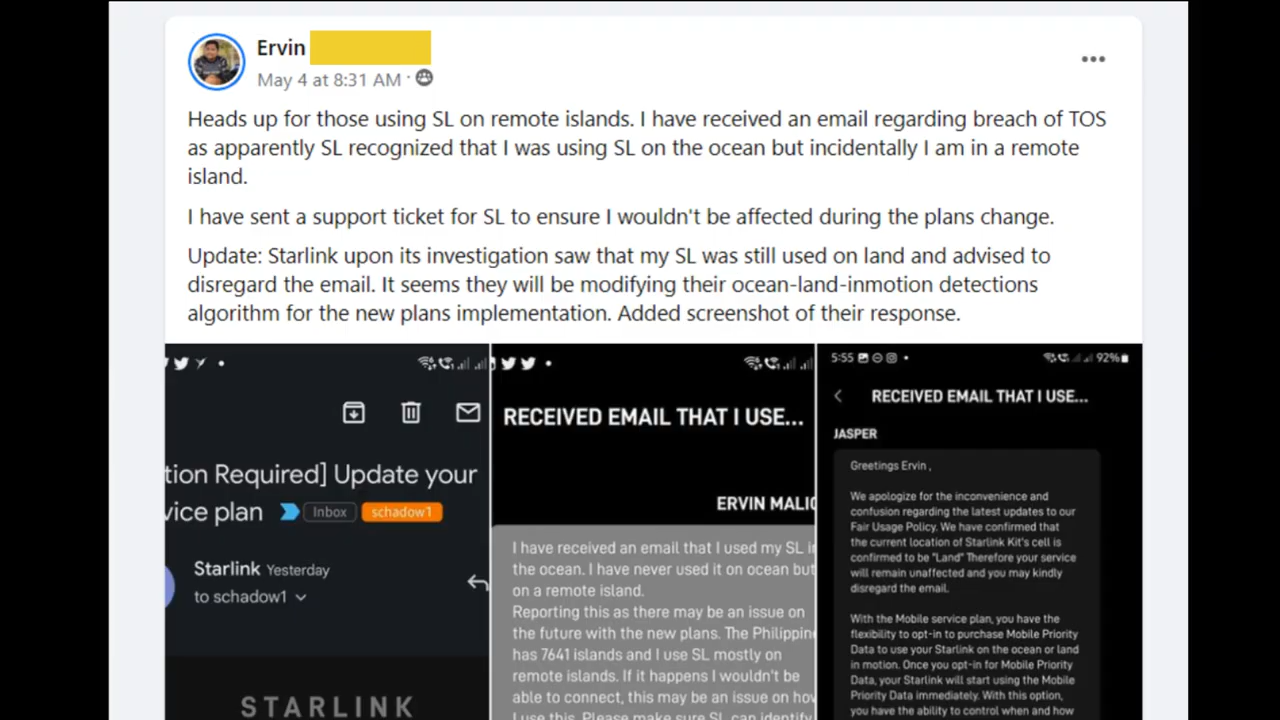 Ervin
May 4 at 8:31 AM ·
Heads up for those using SL on remote islands. I have received an email regarding breach of TOS
as apparently SL recognized that I was using SL on the ocean but incidentally I am in a remote
island.
I have sent a support ticket for SL to ensure I wouldn't be affected during the plans change.
Update: Starlink upon its investigation saw that my SL was still used on land and advised to
disregard the email. It seems they will be modifying their ocean-land-inmotion detections
algorithm for the new plans implementation. Added screenshot of their response.
tion Required] Update your
vice plan Inbox schadow1
Starlink Yesterday
to schadow1
STARLINK
RECEIVED EMAIL THAT I USE...
ERVIN MALIC
I have received an email that I used my SL in
the ocean. I have never used it on ocean but
on a remote island.
Reporting this as there may be an issue on
the future with the new plans. The Philippin
has 7641 islands and I use SL mostly on
remote islands. If it happens I wouldn't be
able to connect, this may be an issue on how
I use this. Please make sure SL can identify
5:55 92%
RECEIVED EMAIL THAT I USE...
JASPER
Greetings Ervin ,
We apologize for the inconvenience and
confusion regarding the latest updates to our
Fair Usage Policy. We have confirmed that
the current location of Starlink Kit's cell is
confirmed to be "Land" Therefore your service
will remain unaffected and you may kindly
disregard the email.
With the Mobile service plan, you have the
flexibility to opt-in to purchase Mobile Priority
Data to use your Starlink on the ocean or land
in motion. Once you opt-in for Mobile Priority
Data, your Starlink will start using the Mobile
Priority Data immediately. With this option,
you have the ability to control when and how